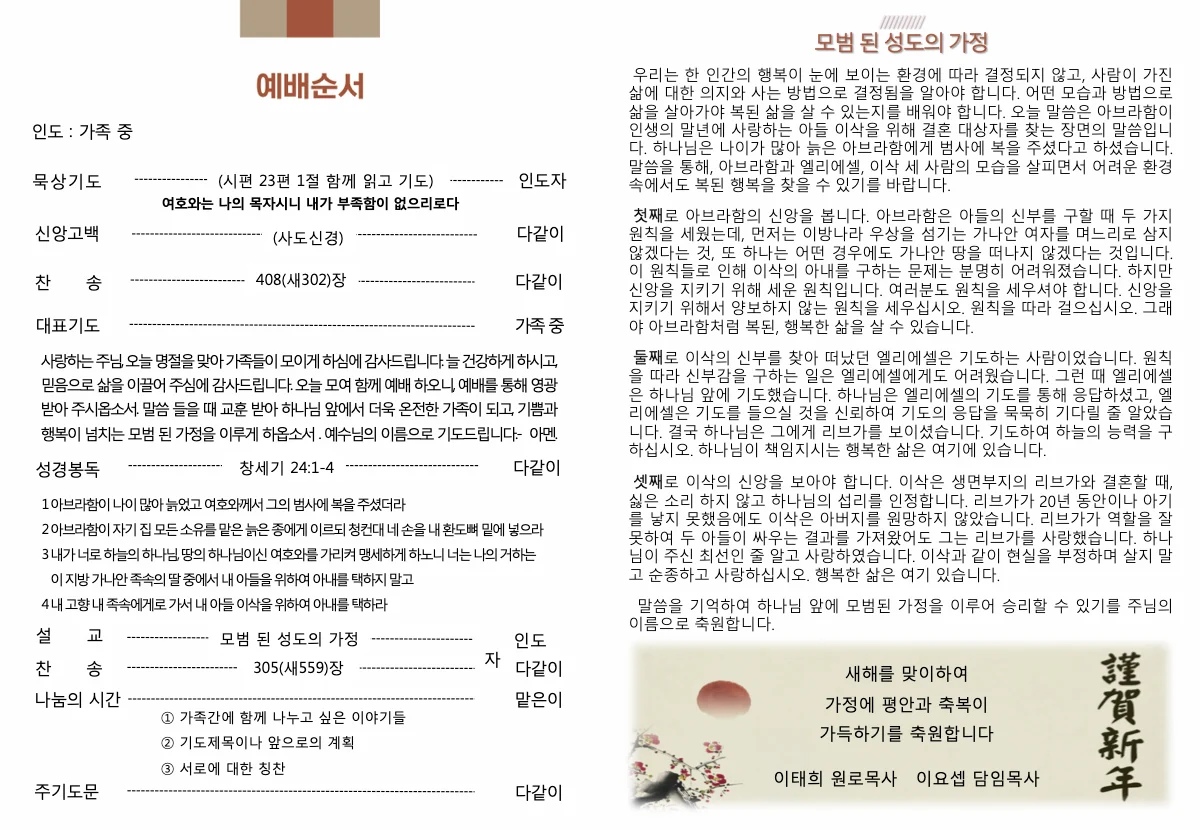 예배순서
인도 : 가족 중
묵상기도 (시편 23편 1절 함께 읽고 기도) 인도자
여호와는 나의 목자시니 내가 부족함이 없으리로다
신앙고백 (사도신경) 다같이
찬 송 408(새302)장 다같이
대표기도 가족 중
사랑하는 주님, 오늘 명절을 맞아 가족들이 모이게 하심에 감사드립니다. 늘 건강하게 하시고,
믿음으로 삶을 이끌어 주심에 감사드립니다. 오늘 모여 함께 예배 하오니, 예배를 통해 영광
받아 주시옵소서. 말씀 들을 때 교훈 받아 하나님 앞에서 더욱 온전한 가족이 되고, 기쁨과
행복이 넘치는 모범 된 가정을 이루게 하옵소서 . 예수님의 이름으로 기도드립니다.- 아멘.
성경봉독 창세기 24:1-4 다같이
1 아브라함이 나이 많아 늙었고 여호와께서 그의 범사에 복을 주셨더라
2 아브라함이 자기 집 모든 소유를 맡은 늙은 종에게 이르되 청컨대 네 손을 내 환도뼈 밑에 넣으라
3 내가 너로 하늘의 하나님, 땅의 하나님이신 여호와를 가리켜 맹세하게 하노니 너는 나의 거하는
이 지방 가나안 족속의 딸 중에서 내 아들을 위하여 아내를 택하지 말고
4 내 고향 내 족속에게로 가서 내 아들 이삭을 위하여 아내를 택하라
설 교 모범 된 성도의 가정 인도
자
찬 송 305(새559)장 다같이
나눔의 시간 맡은이
① 가족간에 함께 나누고 싶은 이야기들
② 기도제목이나 앞으로의 계획
③ 서로에 대한 칭찬
주기도문 다같이
모범 된 성도의 가정
우리는 한 인간의 행복이 눈에 보이는 환경에 따라 결정되지 않고, 사람이 가진
삶에 대한 의지와 사는 방법으로 결정됨을 알아야 합니다. 어떤 모습과 방법으로
삶을 살아가야 복된 삶을 살 수 있는지를 배워야 합니다. 오늘 말씀은 아브라함이
인생의 말년에 사랑하는 아들 이삭을 위해 결혼 대상자를 찾는 장면의 말씀입니
다. 하나님은 나이가 많아 늙은 아브라함에게 범사에 복을 주셨다고 하셨습니다.
말씀을 통해, 아브라함과 엘리에셀, 이삭 세 사람의 모습을 살피면서 어려운 환경
속에서도 복된 행복을 찾을 수 있기를 바랍니다.
첫째로 아브라함의 신앙을 봅니다. 아브라함은 아들의 신부를 구할 때 두 가지
원칙을 세웠는데, 먼저는 이방나라 우상을 섬기는 가나안 여자를 며느리로 삼지
않겠다는 것, 또 하나는 어떤 경우에도 가나안 땅을 떠나지 않겠다는 것입니다.
이 원칙들로 인해 이삭의 아내를 구하는 문제는 분명히 어려워졌습니다. 하지만
신앙을 지키기 위해 세운 원칙입니다. 여러분도 원칙을 세우셔야 합니다. 신앙을
지키기 위해서 양보하지 않는 원칙을 세우십시오. 원칙을 따라 걸으십시오. 그래
야 아브라함처럼 복된, 행복한 삶을 살 수 있습니다.
둘째로 이삭의 신부를 찾아 떠났던 엘리에셀은 기도하는 사람이었습니다. 원칙
을 따라 신부감을 구하는 일은 엘리에셀에게도 어려웠습니다. 그런 때 엘리에셀
은 하나님 앞에 기도했습니다. 하나님은 엘리에셀의 기도를 통해 응답하셨고, 엘
리에셀은 기도를 들으실 것을 신뢰하여 기도의 응답을 묵묵히 기다릴 줄 알았습
니다. 결국 하나님은 그에게 리브가를 보이셨습니다. 기도하여 하늘의 능력을 구
하십시오. 하나님이 책임지시는 행복한 삶은 여기에 있습니다.
셋째로 이삭의 신앙을 보아야 합니다. 이삭은 생면부지의 리브가와 결혼할 때,
싫은 소리 하지 않고 하나님의 섭리를 인정합니다. 리브가가 20년 동안이나 아기
를 낳지 못했음에도 이삭은 아버지를 원망하지 않았습니다. 리브가가 역할을 잘
못하여 두 아들이 싸우는 결과를 가져왔어도 그는 리브가를 사랑했습니다. 하나
님이 주신 최선인 줄 알고 사랑하였습니다. 이삭과 같이 현실을 부정하며 살지 말
고 순종하고 사랑하십시오. 행복한 삶은 여기 있습니다.
말씀을 기억하여 하나님 앞에 모범된 가정을 이루어 승리할 수 있기를 주님의
이름으로 축원합니다.
새해를 맞이하여
가정에 평안과 축복이
가득하기를 축원합니다
이태희 원로목사 이요셉 담임목사
謹賀新年